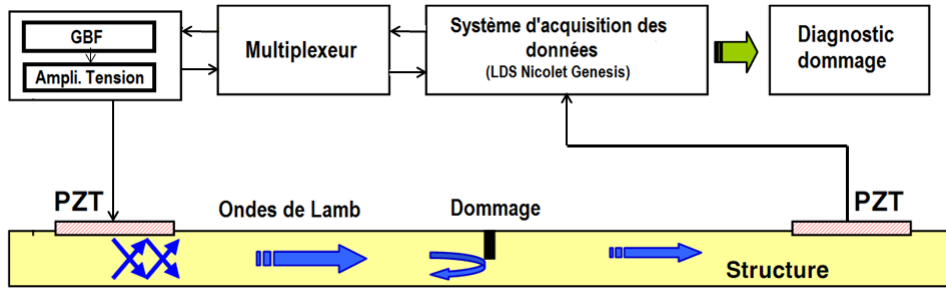 GBF
Ampli. Tension
Multiplexeur
Système d'acquisition des
données
(LDS Nicolet Genesis)
Diagnostic
dommage
PZT
Ondes de Lamb
Dommage
PZT
Structure